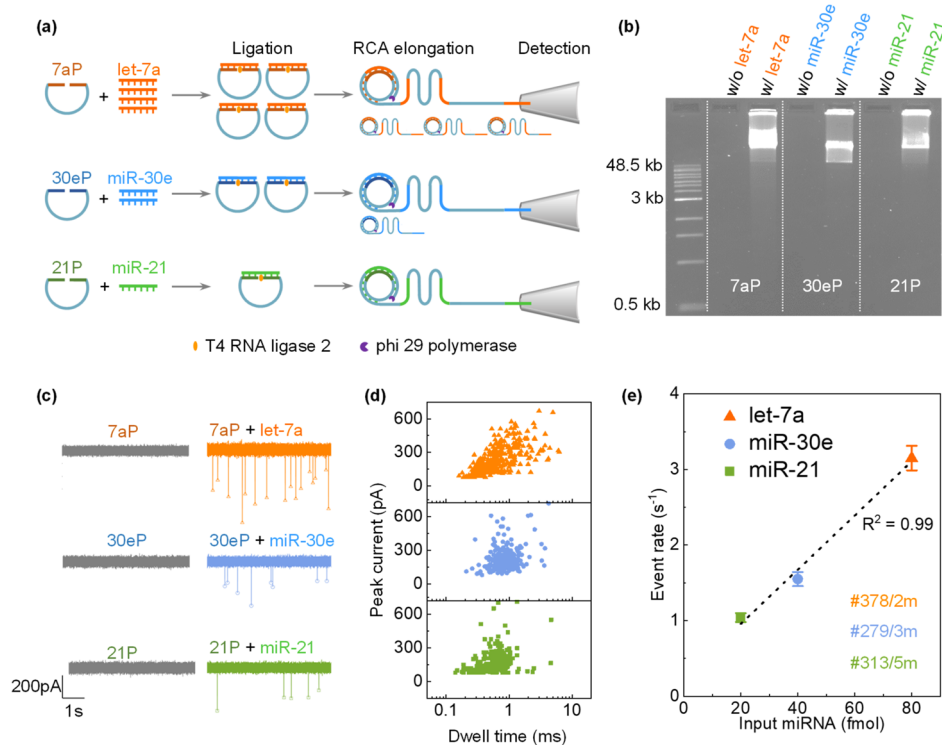 (a)
Ligation
RCA elongation
Detection
7aP
let-7a
+
30eP
miR-30e
+
21P
miR-21
+
T4 RNA ligase 2
phi 29 polymerase
(b)
w/o let-7a
w/ let-7a
w/o miR-30e
w/ miR-30e
w/o miR-21
w/ miR-21
48.5 kb
3 kb
0.5 kb
7aP
30eP
21P
(c)
7aP
7aP + let-7a
30eP
30eP + miR-30e
21P
21P + miR-21
200pA
1s
(d)
Peak current (pA)
600
300
0
600
300
0
600
300
0
0.1
1
10
Dwell time (ms)
(e)
Event rate (s⁻¹)
4
3
2
1
0
let-7a
miR-30e
miR-21
R² = 0.99
#378/2m
#279/3m
#313/5m
0
20
40
60
80
Input miRNA (fmol)